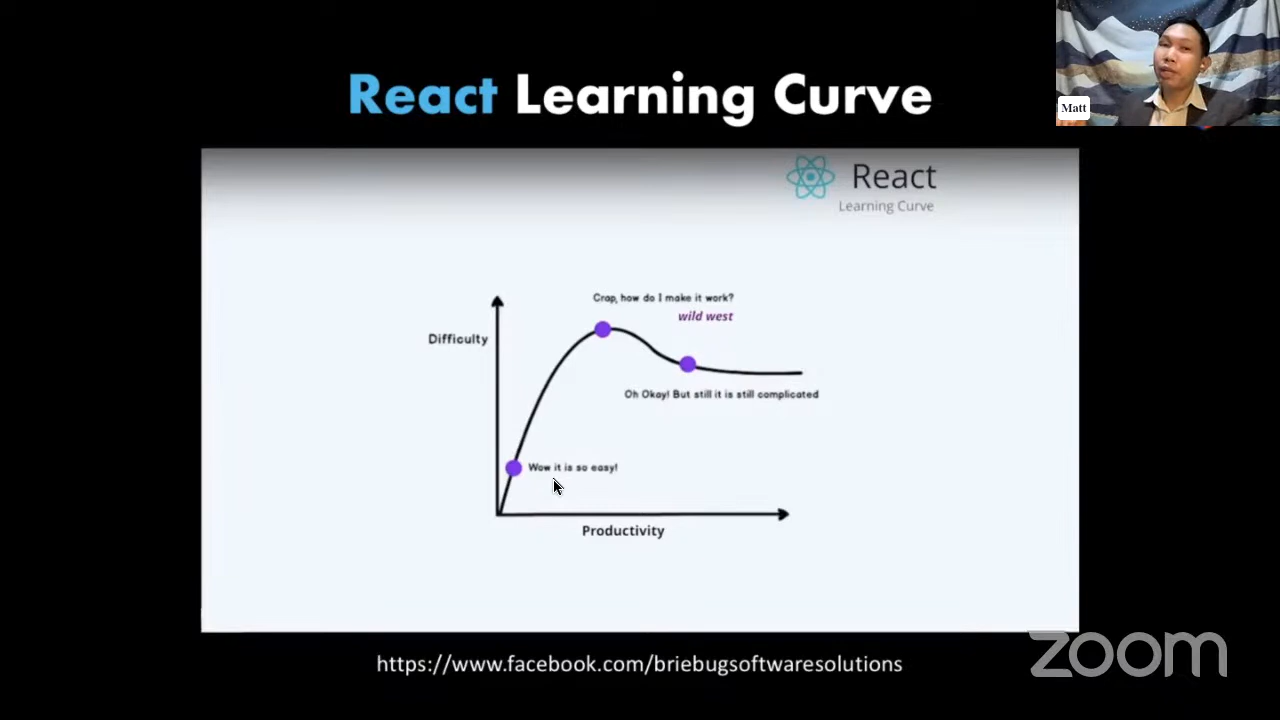 React Learning Curve
Matt
React
Learning Curve
Crap, how do I make it work?
wild west
Difficulty
Oh Okay! But still it is still complicated
Wow it is so easy!
Productivity
https://www.facebook.com/briebugsoftwaresolutions
zoom